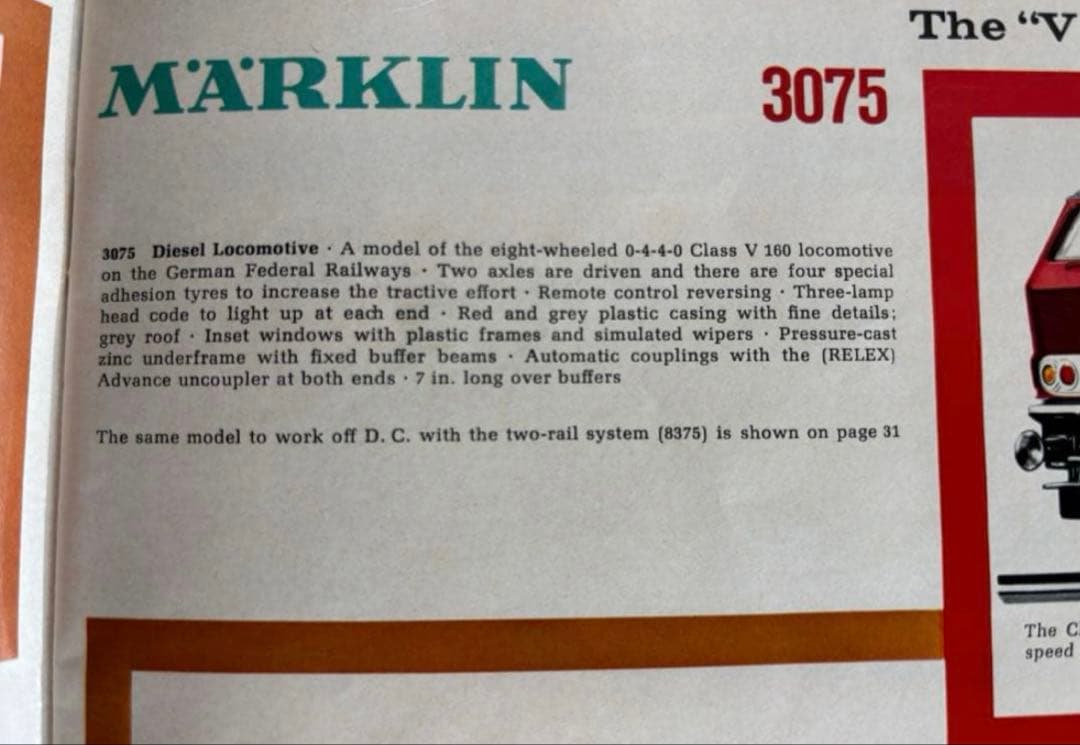 The “V
MÄRKLIN
3075
3075 Diesel Locomotive · A model of the eight-wheeled 0-4-4-0 Class V 160 locomotive
on the German Federal Railways · Two axles are driven and there are four special
adhesion tyres to increase the tractive effort · Remote control reversing · Three-lamp
head code to light up at each end · Red and grey plastic casing with fine details;
grey roof · Inset windows with plastic frames and simulated wipers · Pressure-cast
zinc underframe with fixed buffer beams · Automatic couplings with the (RELEX)
Advance uncoupler at both ends · 7 in. long over buffers
The same model to work off D. C. with the two-rail system (8375) is shown on page 31
The C
speed